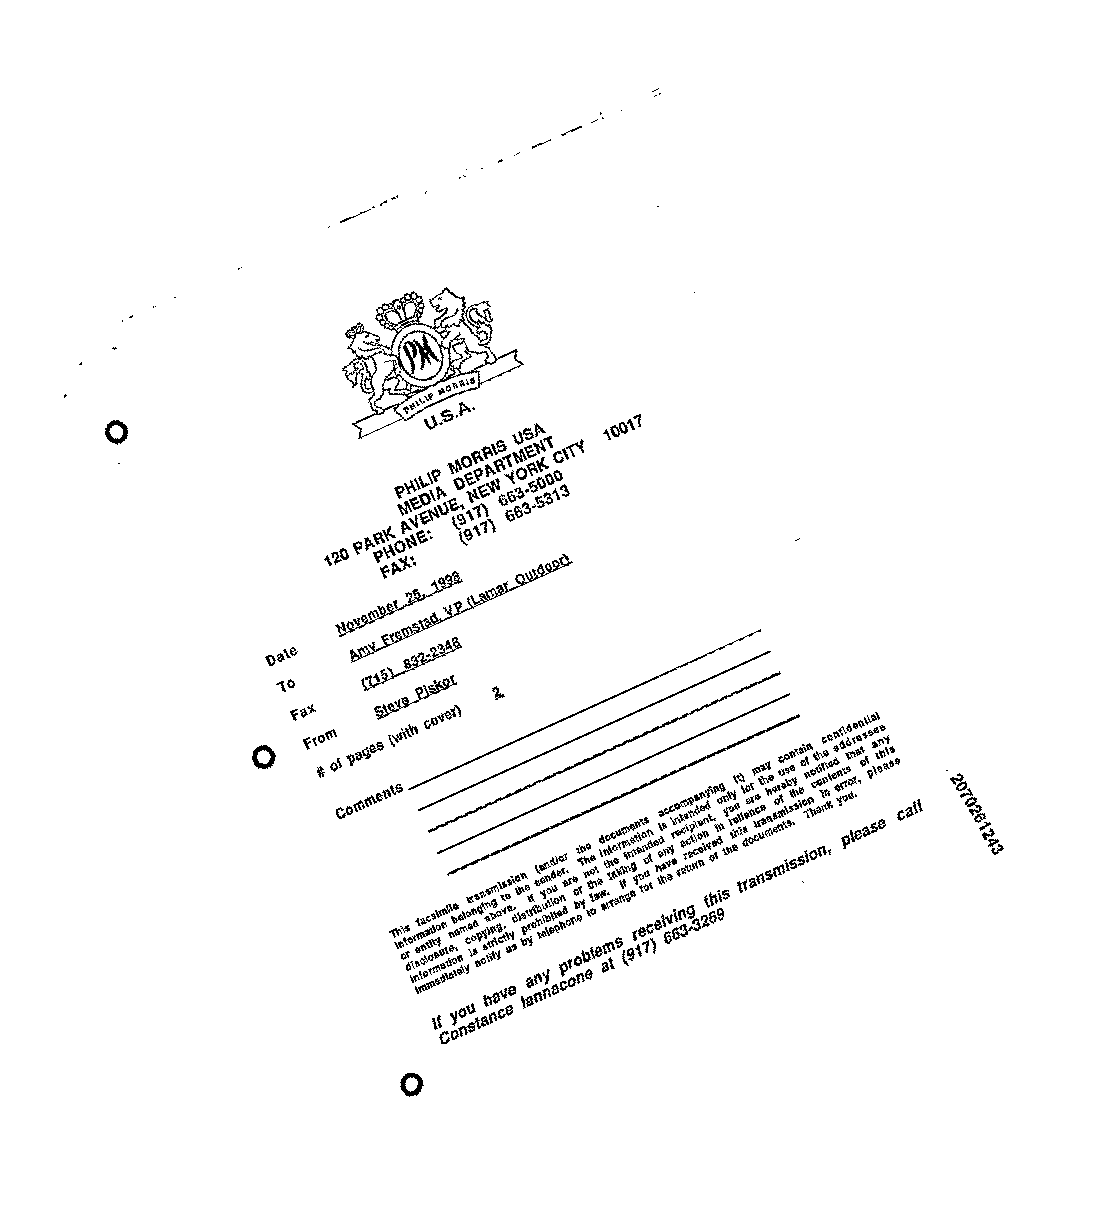 PM
PHILIP MORRIS
U.S.A.
PHILIP MORRIS USA
MEDIA DEPARTMENT
120 PARK AVENUE, NEW YORK CITY 10017
PHONE: (917) 663-5000
FAX: (917) 663-5313
Date November 25, 1998
To Amy Fremstad, VP (Lamar Outdoor)
Fax (715) 832-2348
From Steve Piskor
# of pages (with cover) 2
Comments
This facsimile transmission (and/or the documents accompanying it) may contain confidential
information belonging to the sender. The information is intended only for the use of the addressee
or entity named above. If you are not the intended recipient, you are hereby notified that any
disclosure, copying, distribution or the taking of any action in reliance of the contents of this
information is strictly prohibited by law. If you have received this transmission in error, please
immediately notify us by telephone to arrange for the return of the documents. Thank you.
If you have any problems receiving this transmission, please call
Constance Iannacone at (917) 663-3269
2070261243